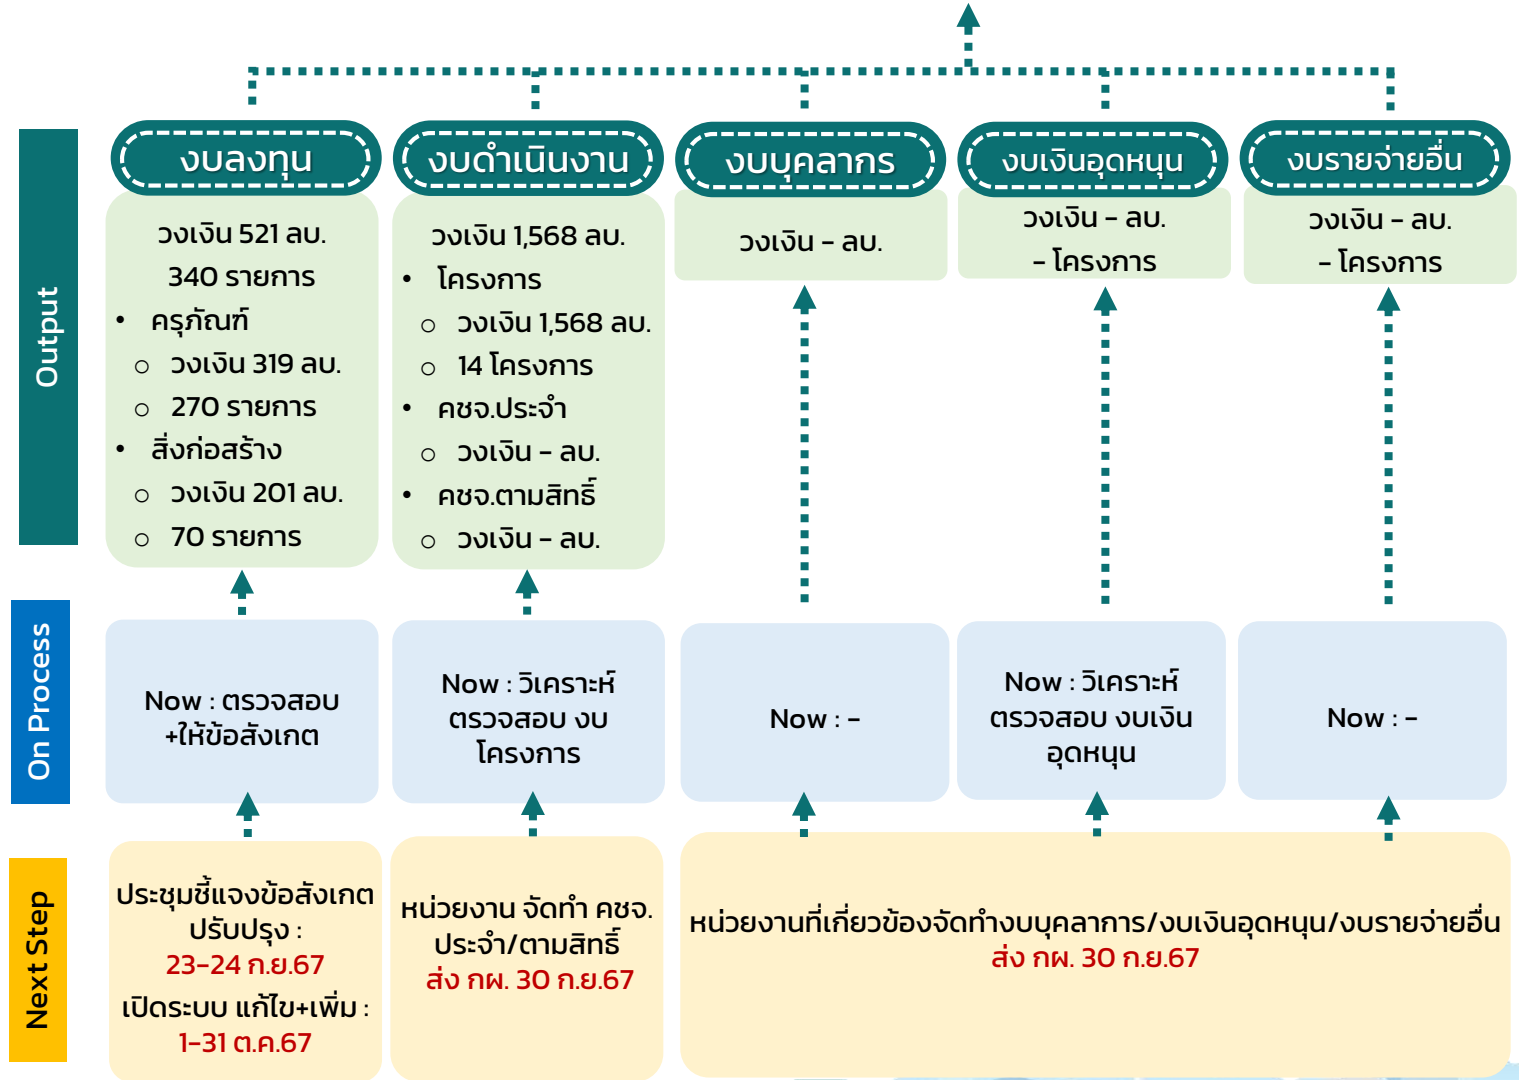 Output
งบลงทุน
วงเงิน 521 ลบ.
340 รายการ
• ครุภัณฑ์
o วงเงิน 319 ลบ.
o 270 รายการ
• สิ่งก่อสร้าง
o วงเงิน 201 ลบ.
o 70 รายการ
งบดำเนินงาน
วงเงิน 1,568 ลบ.
• โครงการ
o วงเงิน 1,568 ลบ.
o 14 โครงการ
• คชจ.ประจำ
o วงเงิน – ลบ.
• คชจ.ตามสิทธิ์
o วงเงิน – ลบ.
งบบุคลากร
วงเงิน – ลบ.
งบเงินอุดหนุน
วงเงิน – ลบ.
– โครงการ
งบรายจ่ายอื่น
วงเงิน – ลบ.
– โครงการ
On Process
Now : ตรวจสอบ
+ให้ข้อสังเกต
Now : วิเคราะห์
ตรวจสอบ งบ
โครงการ
Now : –
Now : วิเคราะห์
ตรวจสอบ งบเงิน
อุดหนุน
Now : –
Next Step
ประชุมชี้แจงข้อสังเกต
ปรับปรุง :
23-24 ก.ย.67
เปิดระบบ แก้ไข+เพิ่ม :
1-31 ต.ค.67
หน่วยงาน จัดทำ คชจ.
ประจำ/ตามสิทธิ์
ส่ง กผ. 30 ก.ย.67
หน่วยงานที่เกี่ยวข้องจัดทำงบบุคลาการ/งบเงินอุดหนุน/งบรายจ่ายอื่น
ส่ง กผ. 30 ก.ย.67